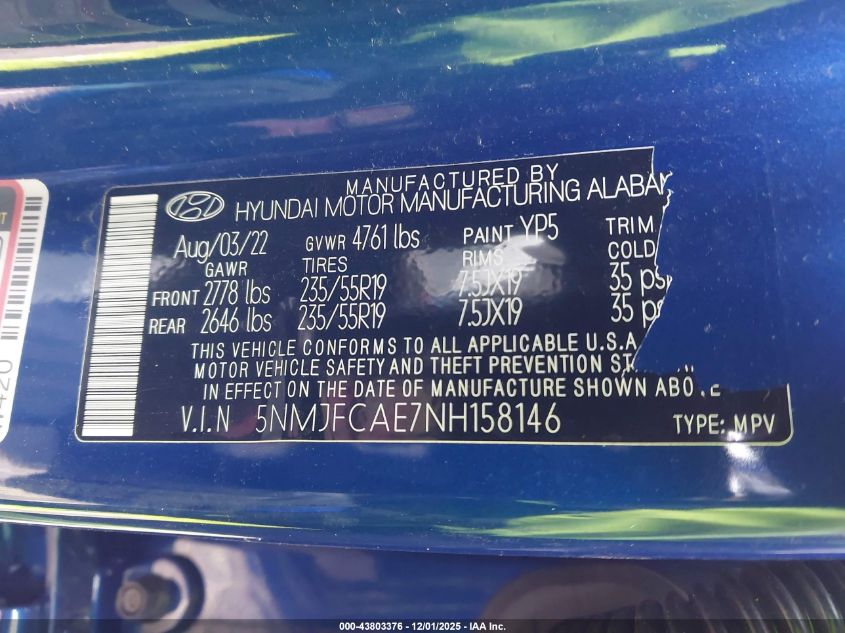 MANUFACTURED BY
HYUNDAI MOTOR MANUFACTURING ALABA
Aug/03/22 GVWR 4761 lbs PAINT YP5 TRIM
GAWR TIRES RIMS COLD
FRONT 2778 lbs 235/55R19 7.5JX19 35 ps
REAR 2646 lbs 235/55R19 7.5JX19 35 p
THIS VEHICLE CONFORMS TO ALL APPLICABLE U.S.A
MOTOR VEHICLE SAFETY AND THEFT PREVENTION ST
IN EFFECT ON THE DATE OF MANUFACTURE SHOWN ABOVE
V.I.N 5NMJFCAE7NH158146 TYPE: MPV
420
000-43803376 - 12/01/2025 - IAA Inc.